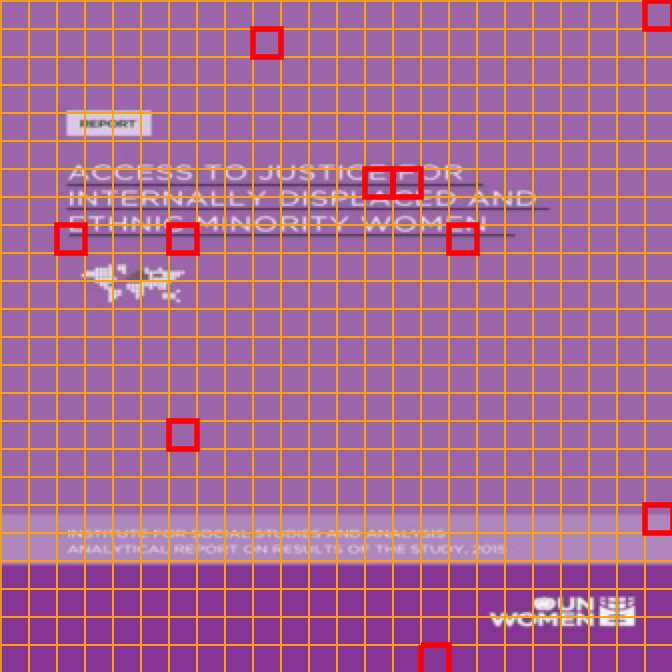 REPORT
ACCESS TO JUSTICE FOR
INTERNALLY DISPLACED AND
ETHNIC MINORITY WOMEN
INSTITUTE FOR SOCIAL STUDIES AND ANALYSIS
ANALYTICAL REPORT ON RESULTS OF THE STUDY, 2015
UN
WOMEN